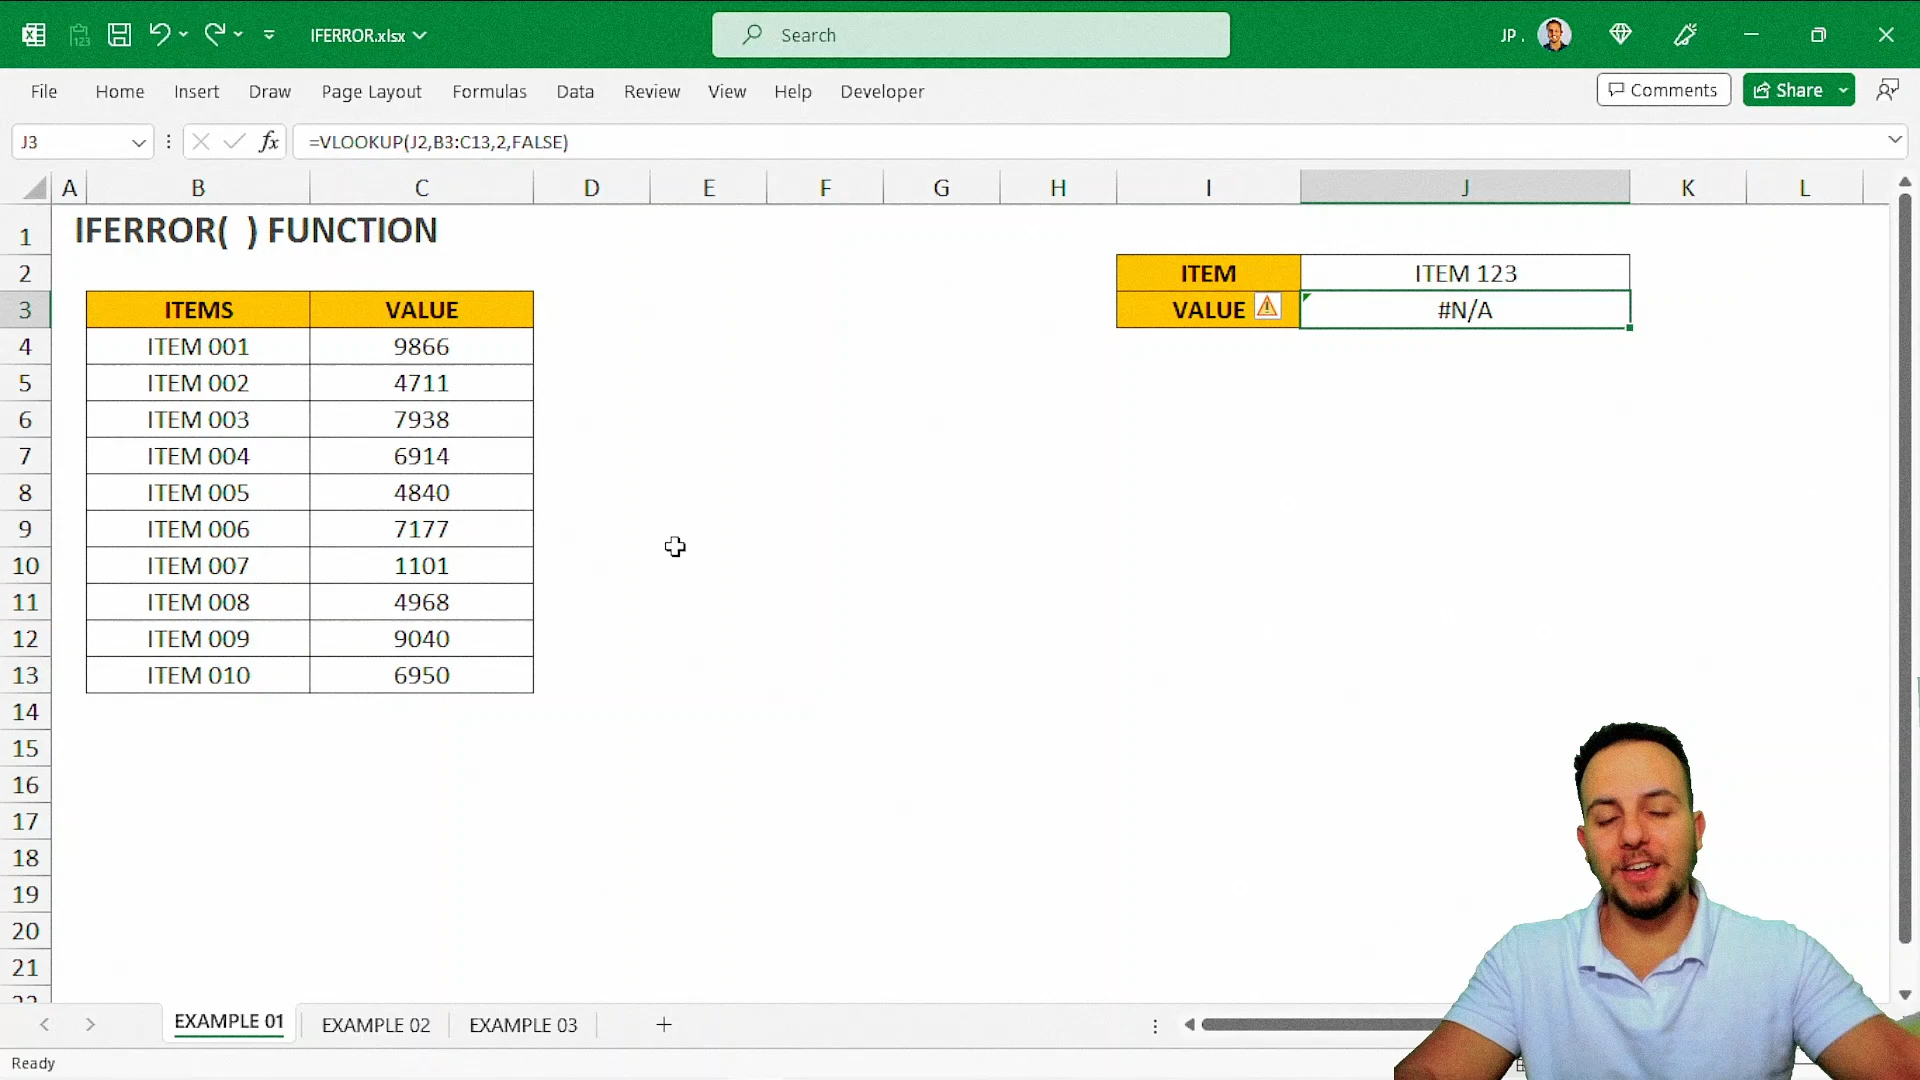 IFERROR.xlsx
Search
JP .
File Home Insert Draw Page Layout Formulas Data Review View Help Developer
Comments
Share
J3
fx
=VLOOKUP(J2,B3:C13,2,FALSE)
A B C D E F G H I J K L
1 IFERROR( ) FUNCTION
2 ITEM ITEM 123
3 ITEMS VALUE VALUE #N/A
4 ITEM 001 9866
5 ITEM 002 4711
6 ITEM 003 7938
7 ITEM 004 6914
8 ITEM 005 4840
9 ITEM 006 7177
10 ITEM 007 1101
11 ITEM 008 4968
12 ITEM 009 9040
13 ITEM 010 6950
14
15
16
17
18
19
20
21
22
EXAMPLE 01 EXAMPLE 02 EXAMPLE 03
Ready